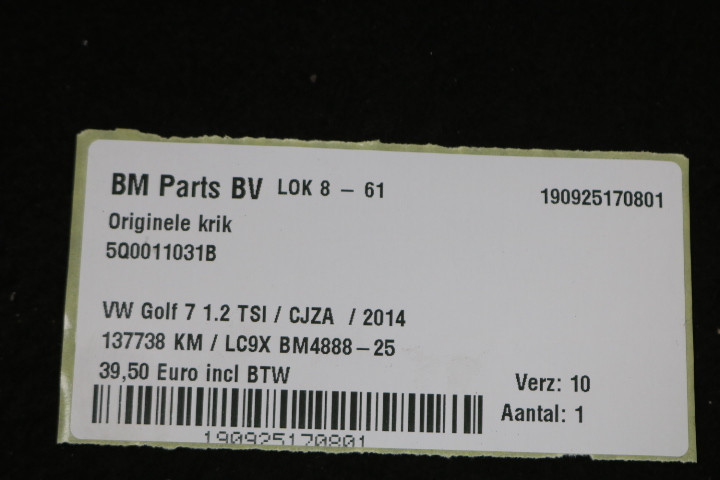 BM Parts BV LOK 8 - 61 190925170801
Originele krik
5Q0011031B
VW Golf 7 1.2 TSI / CJZA / 2014
137738 KM / LC9X BM4888-25
39,50 Euro incl BTW
Verz: 10
Aantal: 1
190925170801